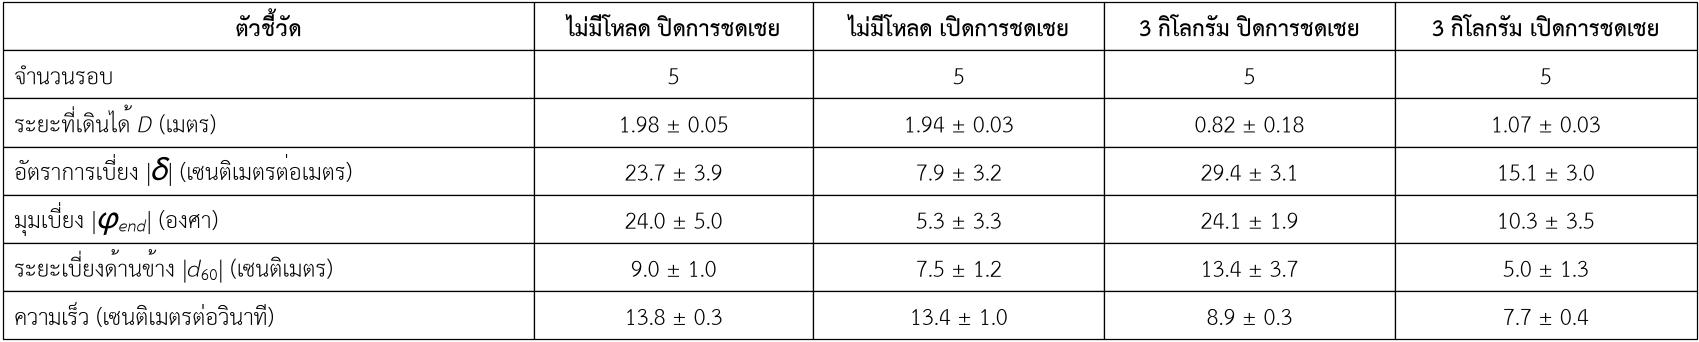 ตัวชี้วัด ไม่มีโหลด ปิดการชดเชย ไม่มีโหลด เปิดการชดเชย 3 กิโลกรัม ปิดการชดเชย 3 กิโลกรัม เปิดการชดเชย
จำนวนรอบ 5 5 5 5
ระยะที่เดินได้ D (เมตร) 1.98 ± 0.05 1.94 ± 0.03 0.82 ± 0.18 1.07 ± 0.03
อัตราการเบี่ยง |δ| (เซนติเมตรต่อเมตร) 23.7 ± 3.9 7.9 ± 3.2 29.4 ± 3.1 15.1 ± 3.0
มุมเบี่ยง |φend| (องศา) 24.0 ± 5.0 5.3 ± 3.3 24.1 ± 1.9 10.3 ± 3.5
ระยะเบี่ยงด้านข้าง |d60| (เซนติเมตร) 9.0 ± 1.0 7.5 ± 1.2 13.4 ± 3.7 5.0 ± 1.3
ความเร็ว (เซนติเมตรต่อวินาที) 13.8 ± 0.3 13.4 ± 1.0 8.9 ± 0.3 7.7 ± 0.4